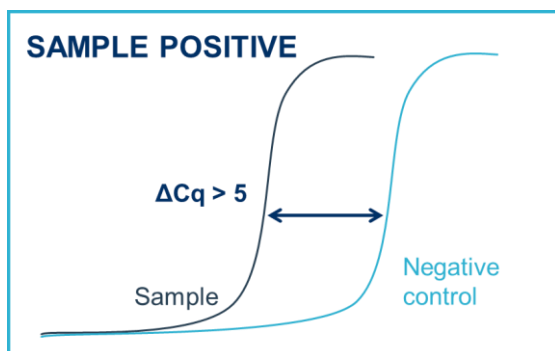 SAMPLE POSITIVE
ΔCq > 5
Sample
Negative
control